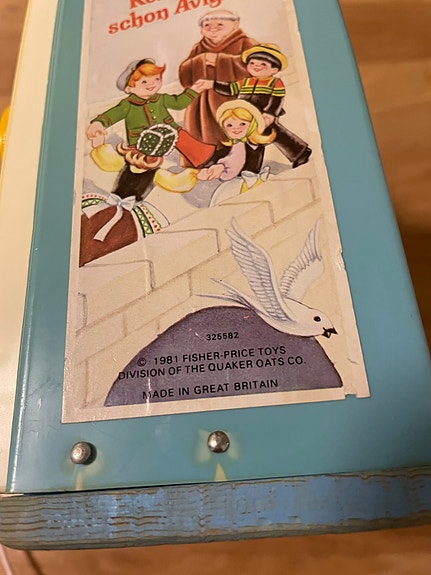 schon Avig
325582
© 1981 FISHER-PRICE TOYS
DIVISION OF THE QUAKER OATS CO.
MADE IN GREAT BRITAIN